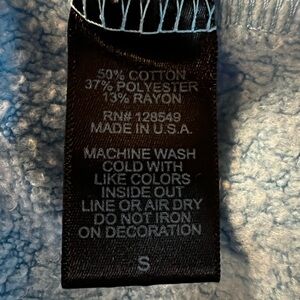 50% COTTON
37% POLYESTER
13% RAYON
RN# 128549
MADE IN U.S.A.
MACHINE WASH
COLD WITH
LIKE COLORS
INSIDE OUT
LINE OR AIR DRY
DO NOT IRON
ON DECORATION
S